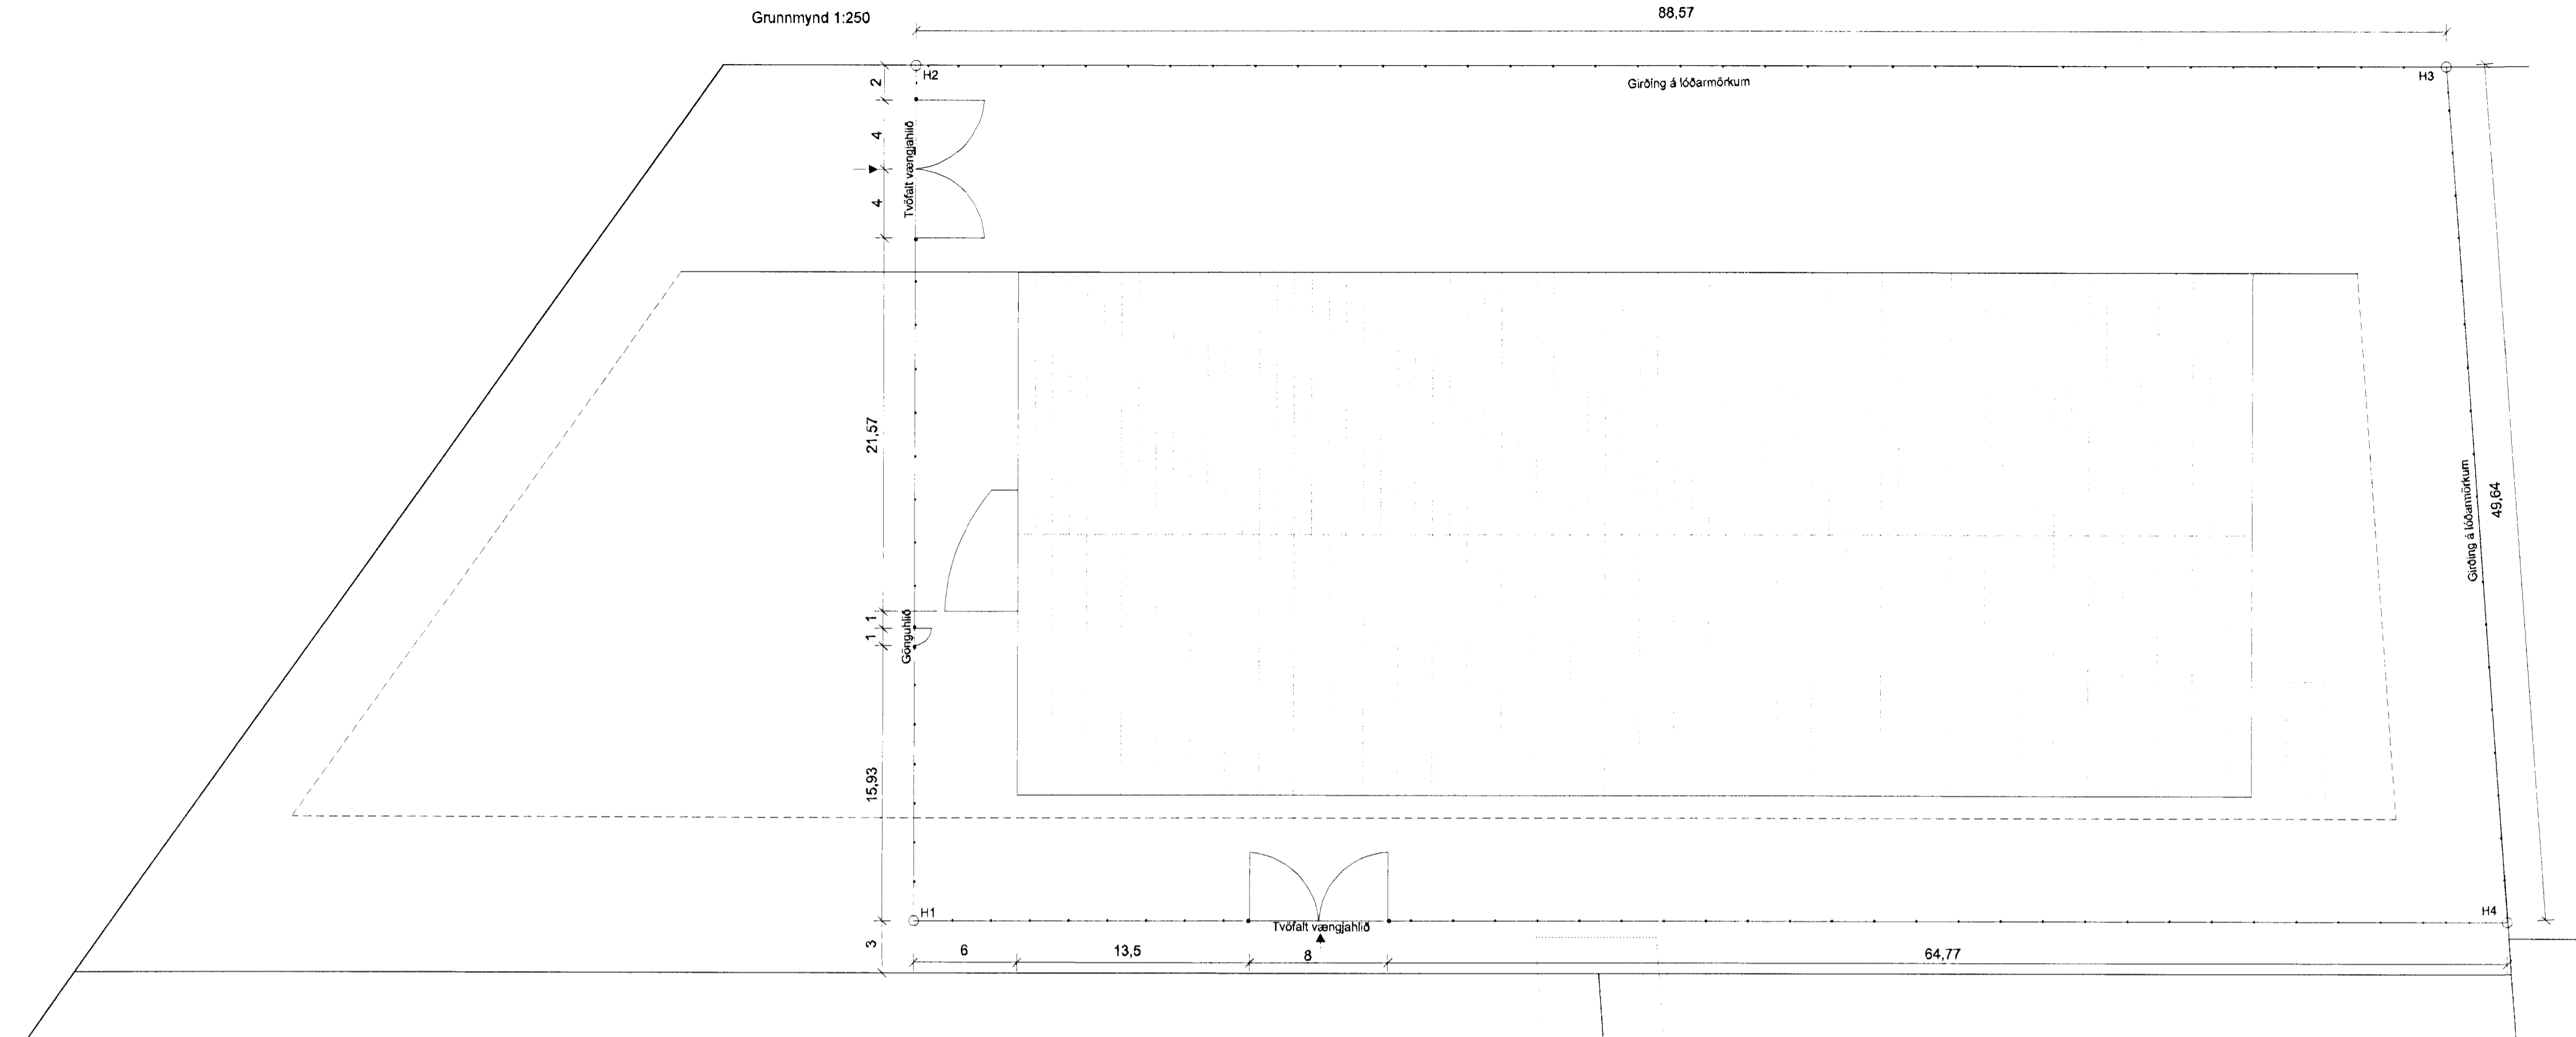 Grunnmynd 1:250
88,57
H2
H3
Girðing á lóðarmörkum
2
4
4
Tvöfalt vængjahlið
21,57
1
1
Gönguhlið
15,93
3
Girðing á lóðarmörkum
49,64
H1
H4
Tvöfalt vængjahlið
6
13,5
8
64,77